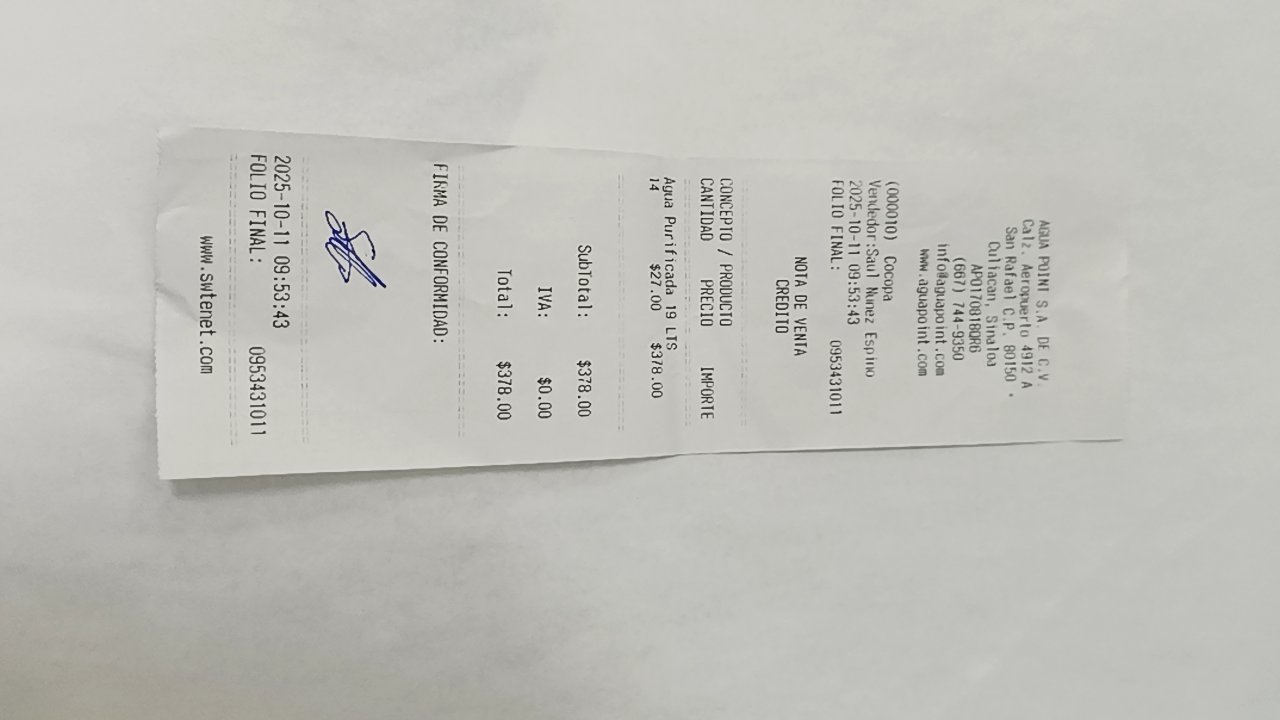 AGUA POINT S.A. DE C.V.
Calz. Aeropuerto 4912 A
San Rafael C.P. 80150 .
Culiacan, Sinaloa
APO170818QR6
(667) 744-9350
info@aguapoint.com
www.aguapoint.com
(000010) Cocopa
Vendedor:Saul Nunez Espino
2025-10-11 09:53:43
FOLIO FINAL: 0953431011
NOTA DE VENTA
CREDITO
CONCEPTO / PRODUCTO
CANTIDAD PRECIO IMPORTE
Agua Purificada 19 LTS
14 $27.00 $378.00
SubTotal: $378.00
IVA: $0.00
Total: $378.00
FIRMA DE CONFORMIDAD:
2025-10-11 09:53:43
FOLIO FINAL: 0953431011
www.swtenet.com